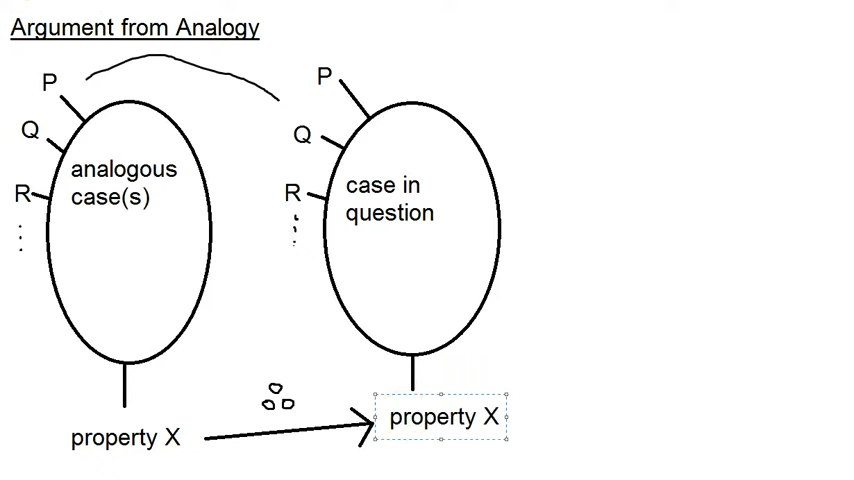 Argument from Analogy
P
Q
R
analogous
case(s)
property X
P
Q
R
case in
question
property X